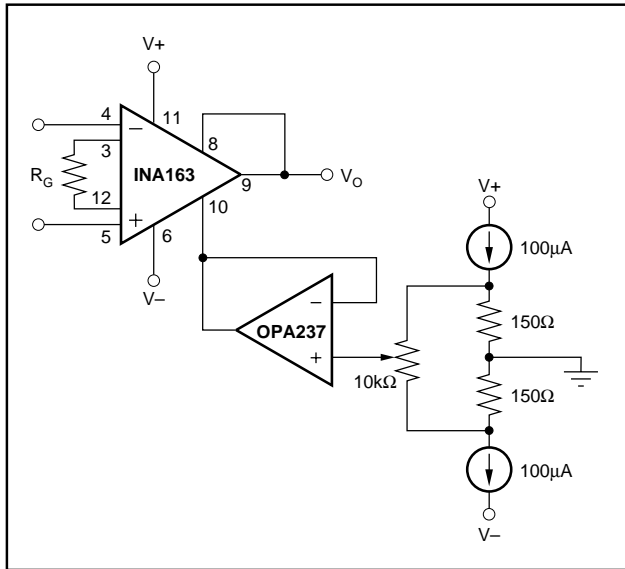 V+
4
11
3
8
INA163
R_G
9
V_O
12
10
5
6
V–
V+
100µA
OPA237
150Ω
10kΩ
150Ω
100µA
V–
−
+
−
+